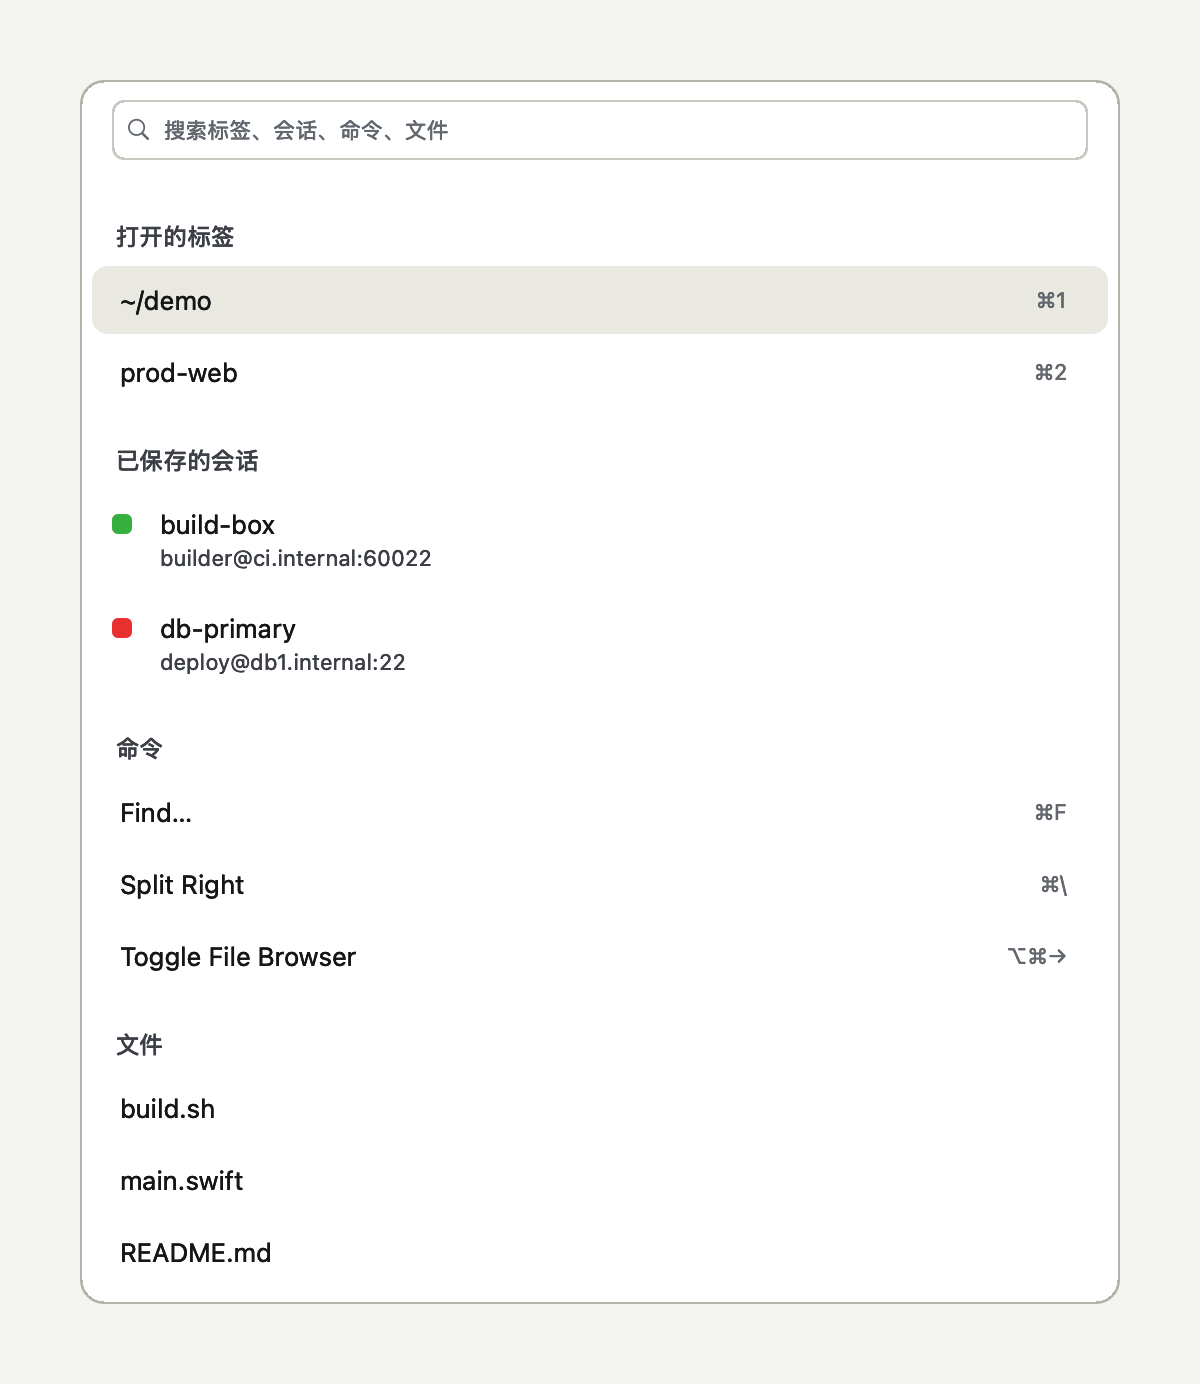 搜索标签、会话、命令、文件
打开的标签
~/demo ⌘1
prod-web ⌘2
已保存的会话
build-box
builder@ci.internal:60022
db-primary
deploy@db1.internal:22
命令
Find... ⌘F
Split Right ⌘\
Toggle File Browser ⌥⌘→
文件
build.sh
main.swift
README.md